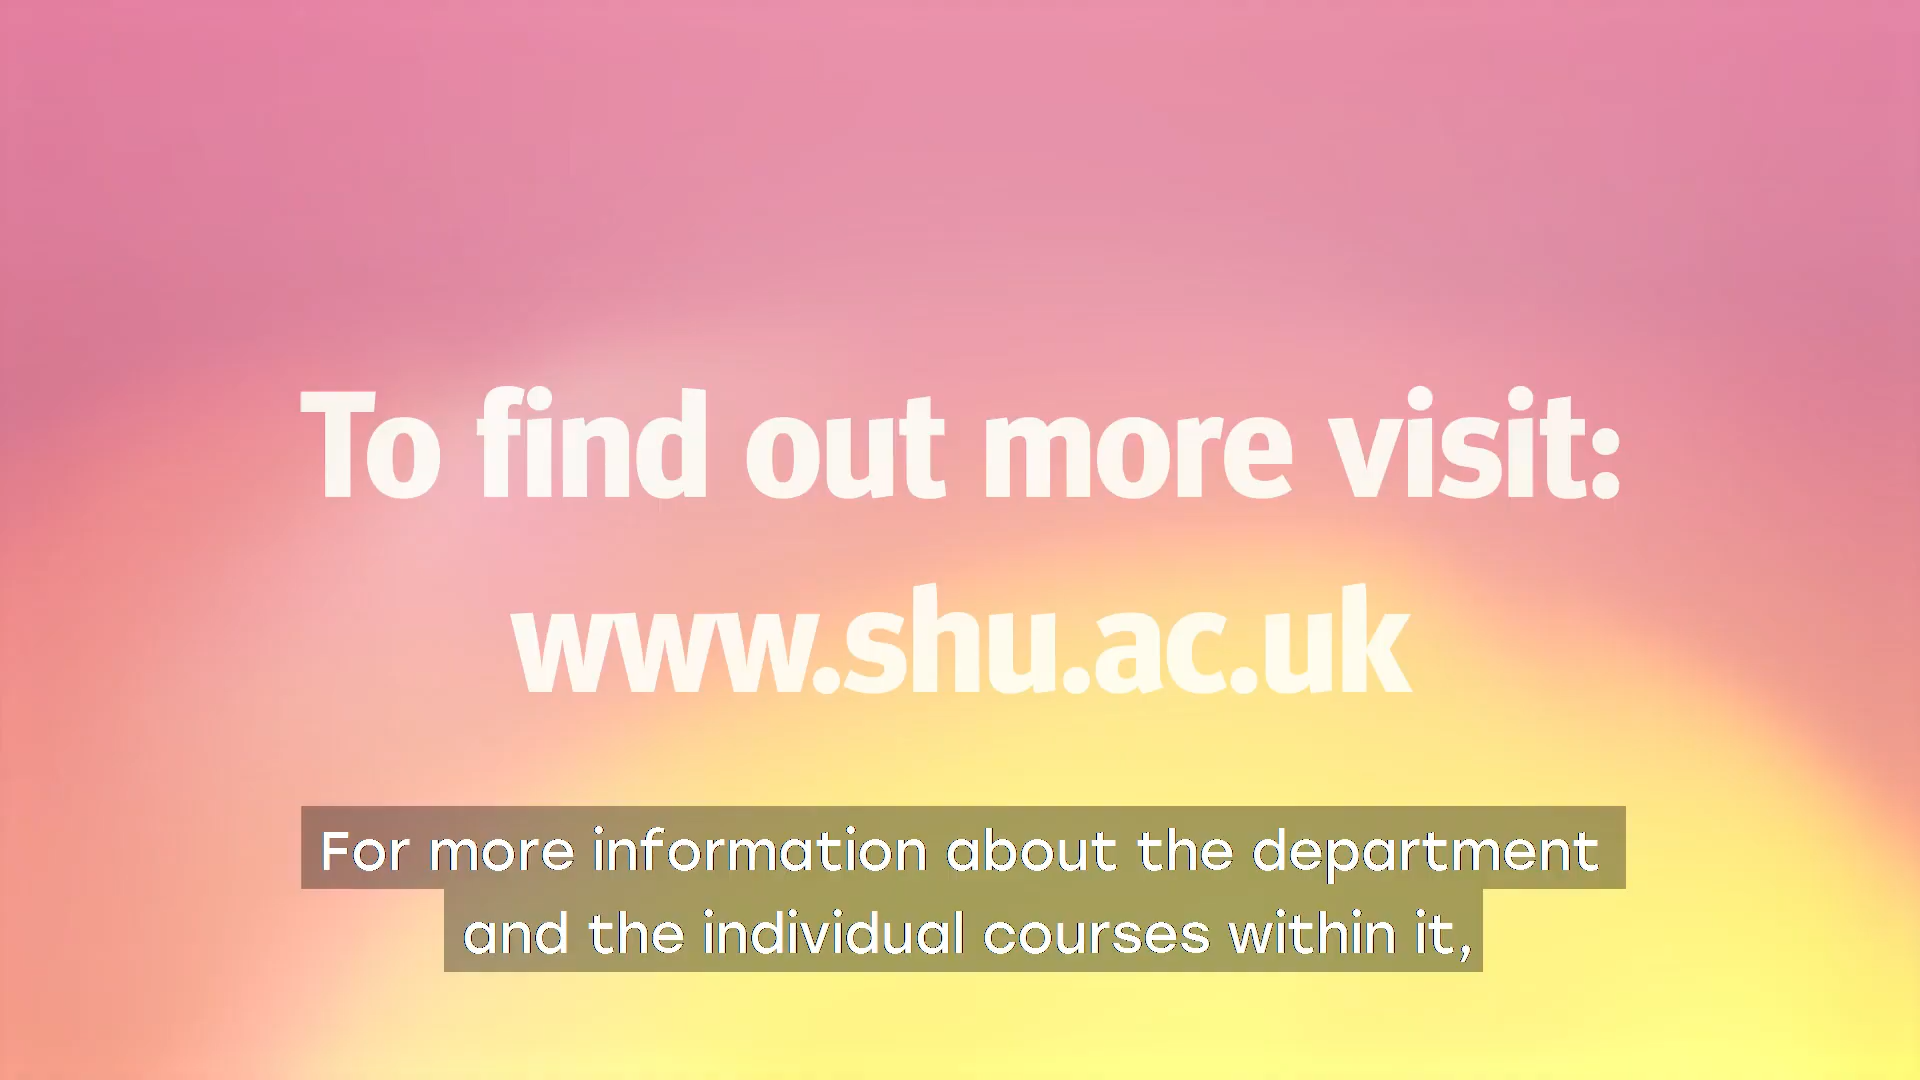 To find out more visit:
www.shu.ac.uk
For more information about the department
and the individual courses within it,